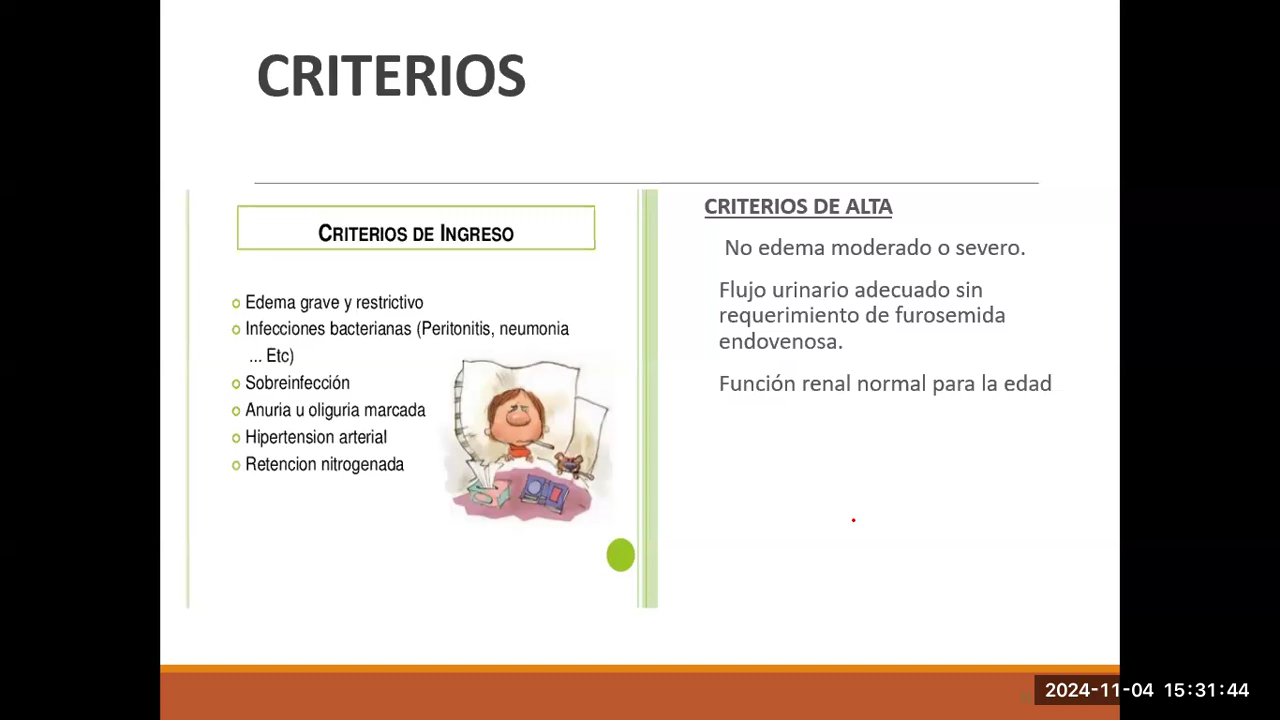 CRITERIOS
CRITERIOS DE INGRESO
Edema grave y restrictivo
Infecciones bacterianas (Peritonitis, neumonia
... Etc)
Sobreinfección
Anuria u oliguria marcada
Hipertension arterial
Retencion nitrogenada
CRITERIOS DE ALTA
No edema moderado o severo.
Flujo urinario adecuado sin
requerimiento de furosemida
endovenosa.
Función renal normal para la edad
2024-11-04 15:31:44